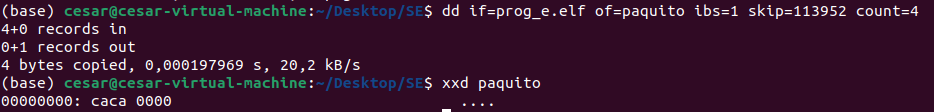 (base) cesar@cesar-virtual-machine:~/Desktop/SE$ dd if=prog_e.elf of=paquito ibs=1 skip=113952 count=4
4+0 records in
0+1 records out
4 bytes copied, 0,000197969 s, 20,2 kB/s
(base) cesar@cesar-virtual-machine:~/Desktop/SE$ xxd paquito
00000000: caca 0000 ....